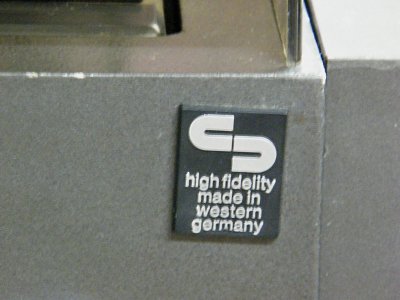 high fidelity
made in
western
germany